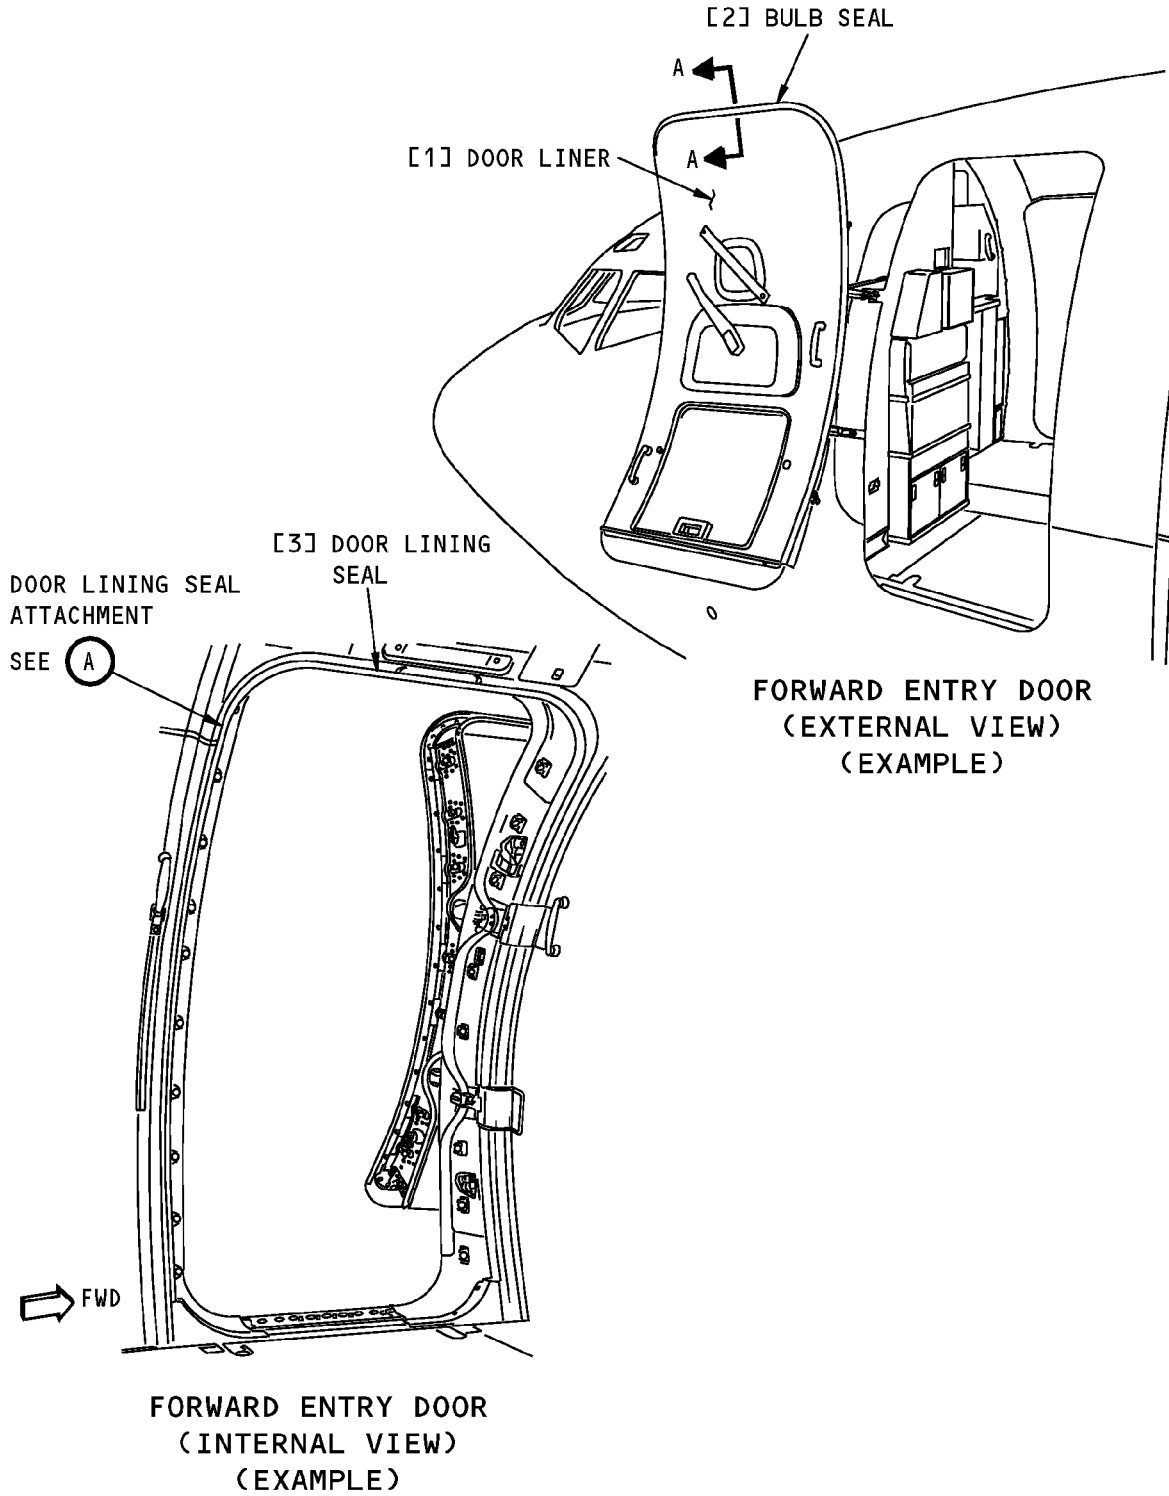 [2] BULB SEAL
A
A
[1] DOOR LINER
FORWARD ENTRY DOOR
(EXTERNAL VIEW)
(EXAMPLE)
[3] DOOR LINING
SEAL
DOOR LINING SEAL
ATTACHMENT
SEE A
FWD
FORWARD ENTRY DOOR
(INTERNAL VIEW)
(EXAMPLE)